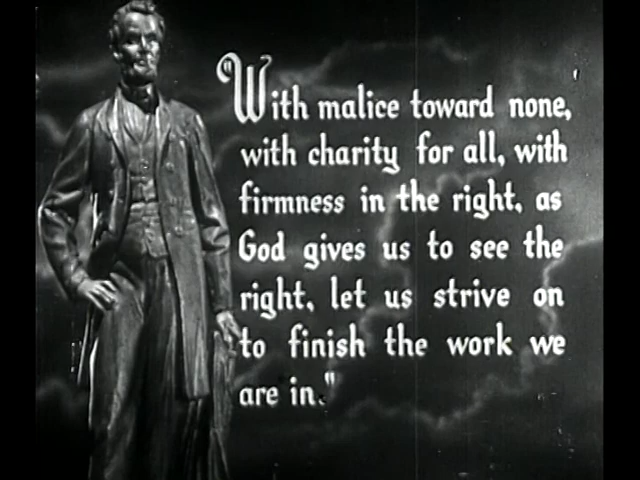 "With malice toward none,
with charity for all, with
firmness in the right, as
God gives us to see the
right, let us strive on
to finish the work we
are in."